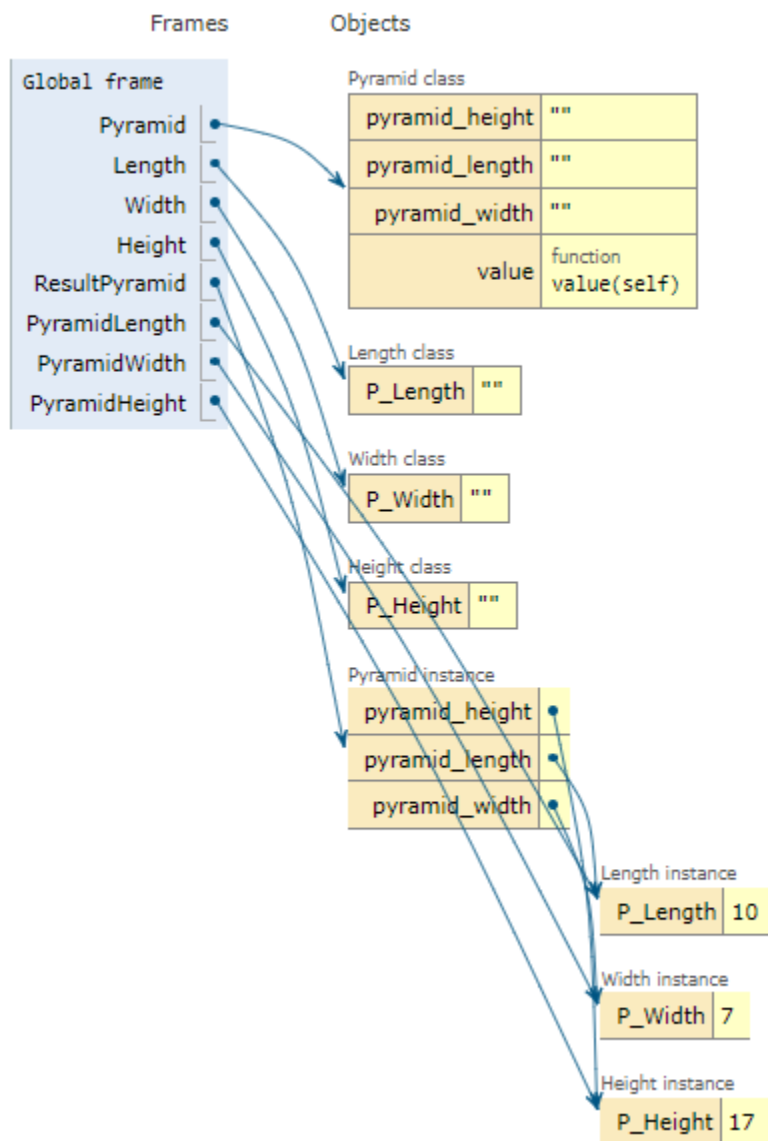 Frames Objects
Global frame
Pyramid
Length
Width
Height
ResultPyramid
PyramidLength
PyramidWidth
PyramidHeight
Pyramid class
pyramid_height ""
pyramid_length ""
pyramid_width ""
value function
value(self)
Length class
P_Length ""
Width class
P_Width ""
Height class
P_Height ""
Pyramid instance
pyramid_height
pyramid_length
pyramid_width
Length instance
P_Length 10
Width instance
P_Width 7
Height instance
P_Height 17